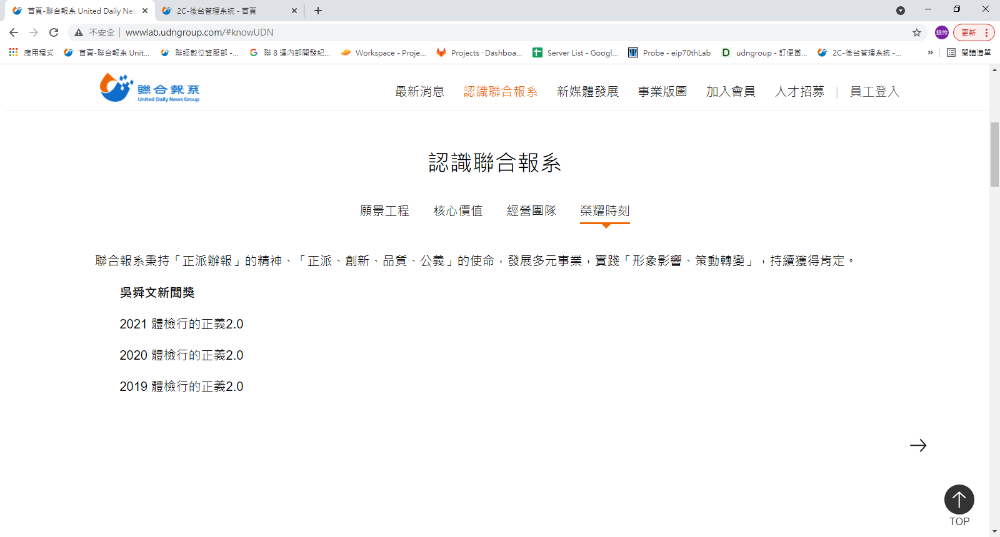 首頁-聯合報系 United Daily New
2C-後台管理系統 - 首頁
不安全
wwwlab.udngroup.com/#knowUDN
銀伶
更新
應用程式
首頁-聯合報系 Unit...
聯經數位資服部 -...
聯 8 達內部開發紀...
Workspace - Proje...
Projects · Dashboa...
Server List - Googl...
Probe - eip70thLab
udngroup - 訂便當...
2C-後台管理系統 -...
»
閱讀清單
聯合報系
United Daily News Group
最新消息
認識聯合報系
新媒體發展
事業版圖
加入會員
人才招募
|
員工登入
認識聯合報系
願景工程
核心價值
經營團隊
榮耀時刻
聯合報系秉持「正派辦報」的精神、「正派、創新、品質、公義」的使命，發展多元事業，實踐「形象影響、策動轉變」，持續獲得肯定。
吳舜文新聞獎
2021 體檢行的正義2.0
2020 體檢行的正義2.0
2019 體檢行的正義2.0
TOP